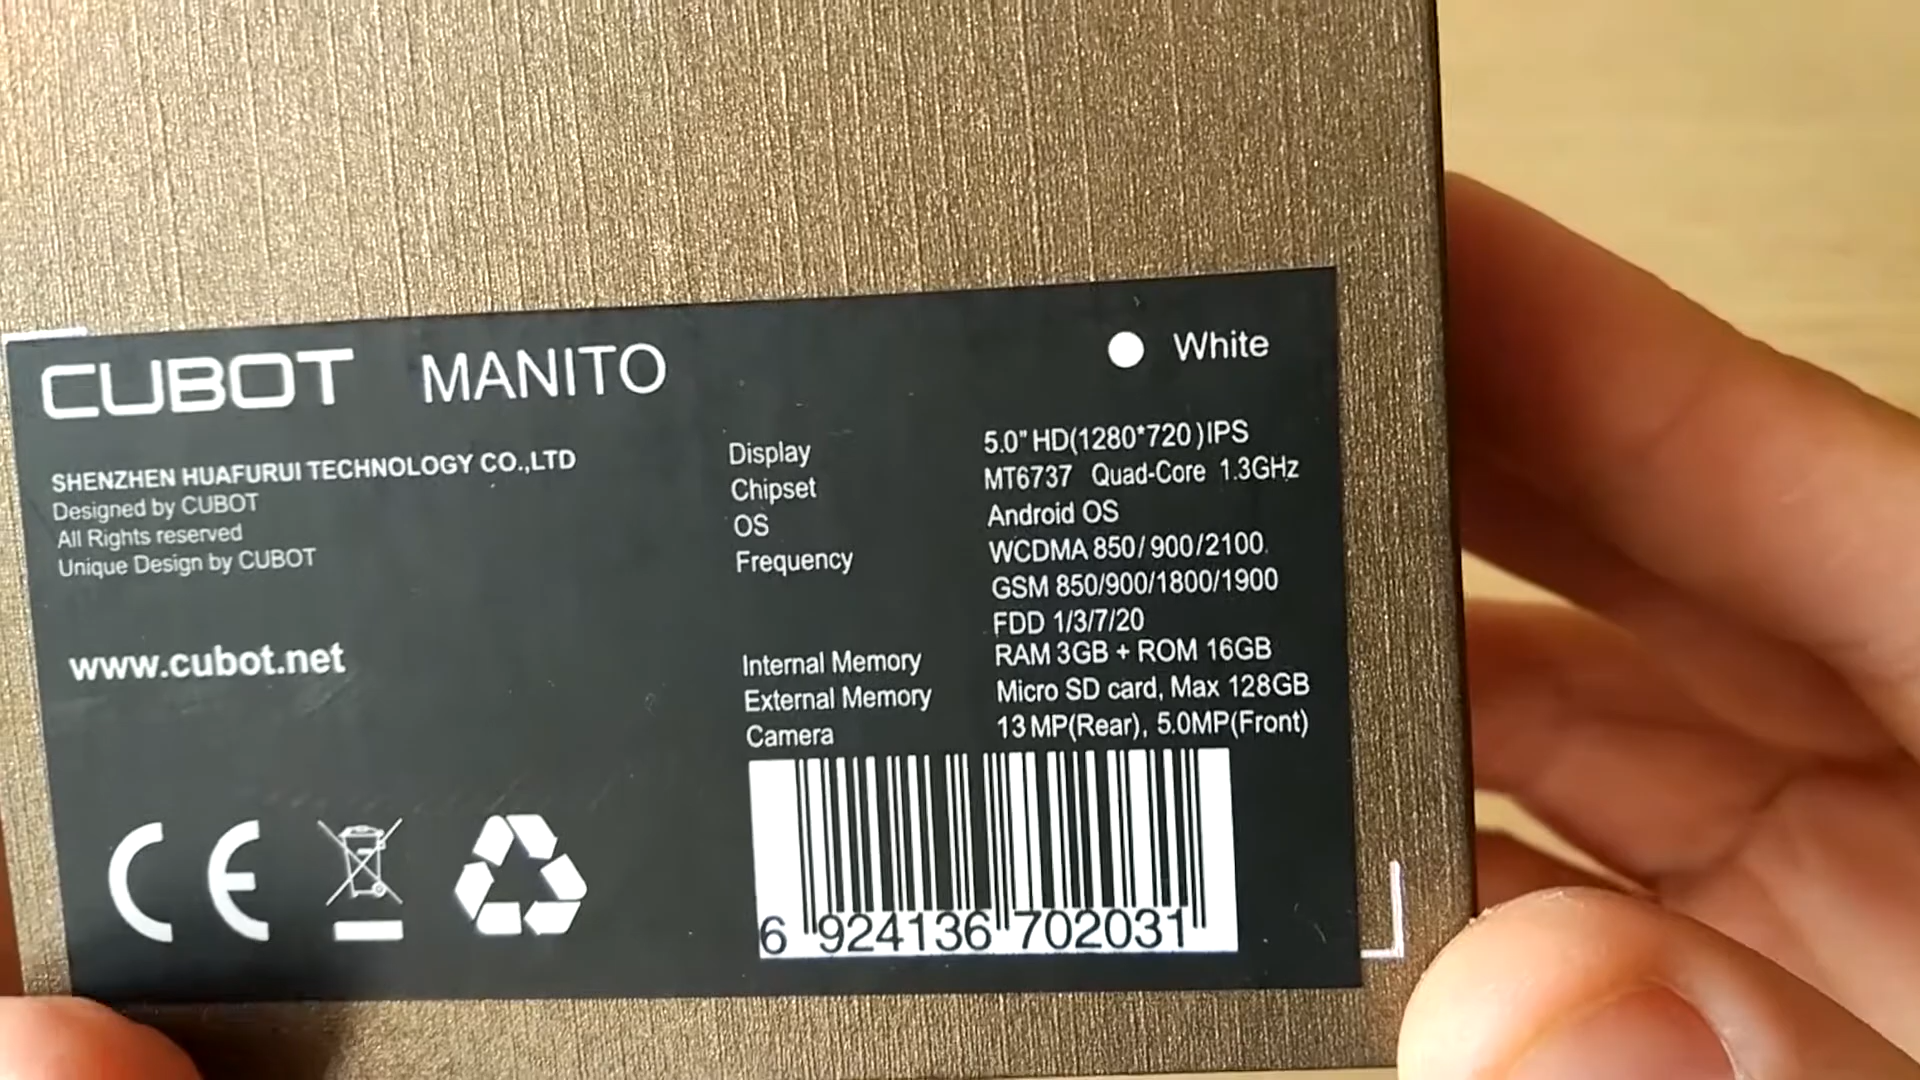 CUBOT MANITO
White
SHENZHEN HUAFURUI TECHNOLOGY CO.,LTD
Designed by CUBOT
All Rights reserved
Unique Design by CUBOT
www.cubot.net
Display 5.0" HD(1280*720)IPS
Chipset MT6737 Quad-Core 1.3GHz
OS Android OS
Frequency WCDMA 850/900/2100
GSM 850/900/1800/1900
FDD 1/3/7/20
Internal Memory RAM 3GB + ROM 16GB
External Memory Micro SD card, Max 128GB
Camera 13MP(Rear), 5.0MP(Front)
CE
6 924136 702031